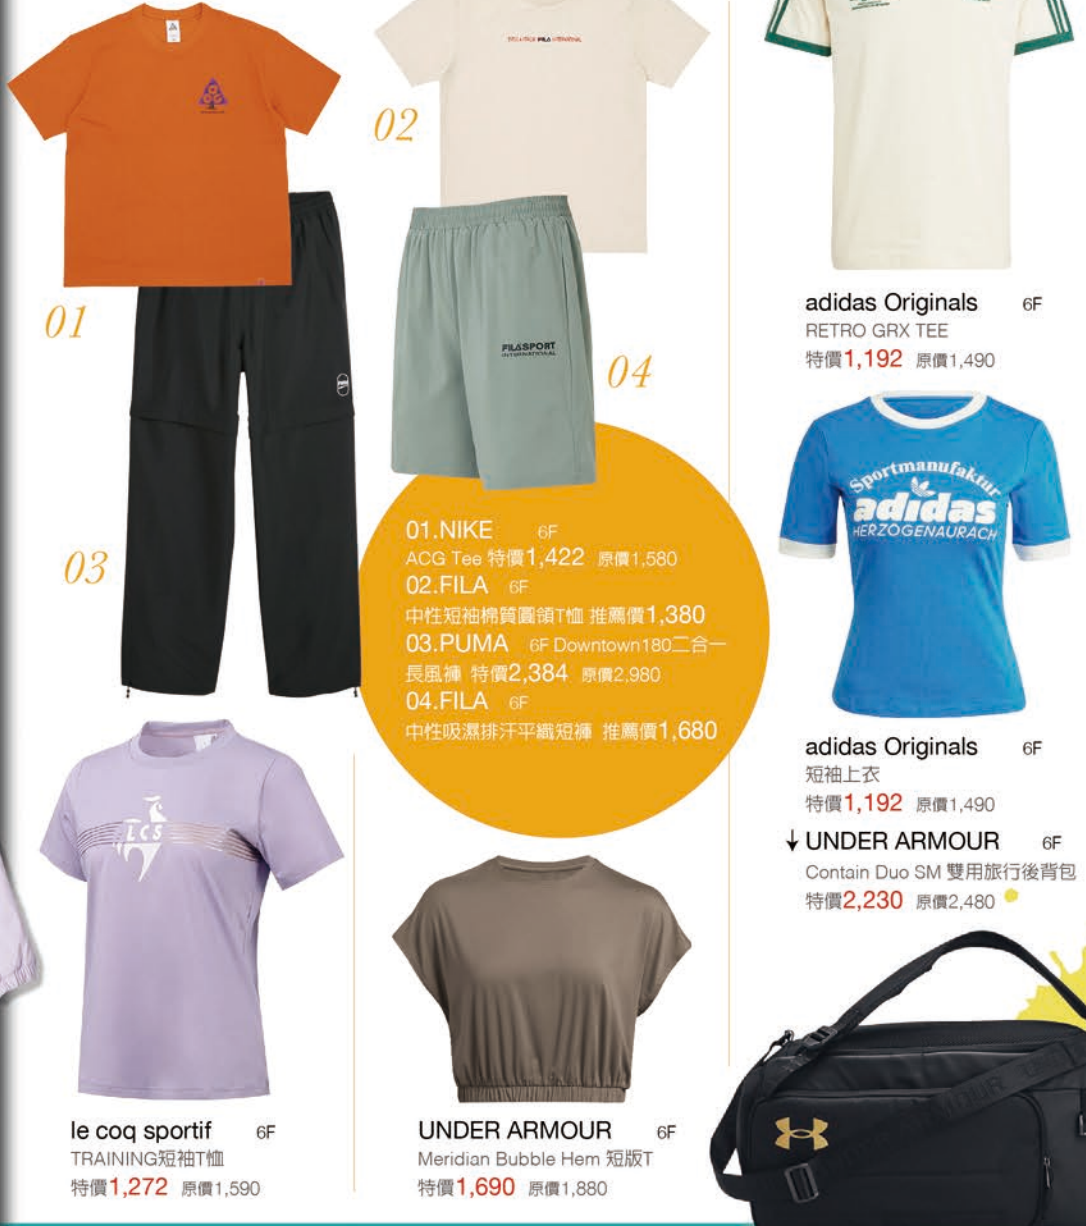 01
02
FILA SPORT
INTERNATIONAL
04
03
01.NIKE 6F
ACG Tee 特價1,422 原價1,580
02.FILA 6F
中性短袖棉質圓領T恤 推薦價1,380
03.PUMA 6F Downtown180二合一
長風褲 特價2,384 原價2,980
04.FILA 6F
中性吸濕排汗平織短褲 推薦價1,680
LCS
le coq sportif 6F
TRAINING短袖T恤
特價1,272 原價1,590
UNDER ARMOUR 6F
Meridian Bubble Hem 短版T
特價1,690 原價1,880
adidas Originals 6F
RETRO GRX TEE
特價1,192 原價1,490
Sportmanufaktur
adidas
HERZOGENAURACH
adidas Originals 6F
短袖上衣
特價1,192 原價1,490
↓ UNDER ARMOUR 6F
Contain Duo SM 雙用旅行後背包
特價2,230 原價2,480